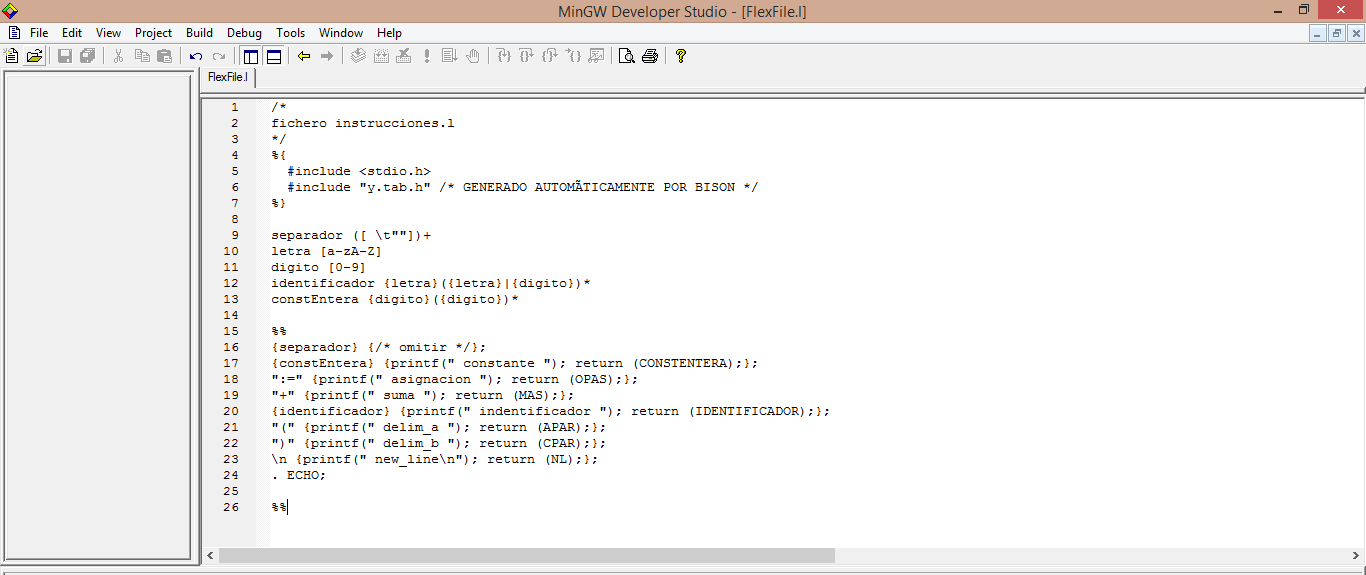 MinGW Developer Studio - [FlexFile.l]
File Edit View Project Build Debug Tools Window Help
FlexFile.l
1 /*
2 fichero instrucciones.l
3 */
4 %{
5 #include <stdio.h>
6 #include "y.tab.h" /* GENERADO AUTOMÃTICAMENTE POR BISON */
7 %}
8
9 separador ([ \t""])+
10 letra [a-zA-Z]
11 digito [0-9]
12 identificador {letra}({letra}|{digito})*
13 constEntera {digito}({digito})*
14
15 %%
16 {separador} {/* omitir */};
17 {constEntera} {printf(" constante "); return (CONSTENTERA);};
18 ":=" {printf(" asignacion "); return (OPAS);};
19 "+" {printf(" suma "); return (MAS);};
20 {identificador} {printf(" indentificador "); return (IDENTIFICADOR);};
21 "(" {printf(" delim_a "); return (APAR);};
22 ")" {printf(" delim_b "); return (CPAR);};
23 \n {printf(" new_line\n"); return (NL);};
24 . ECHO;
25
26 %%